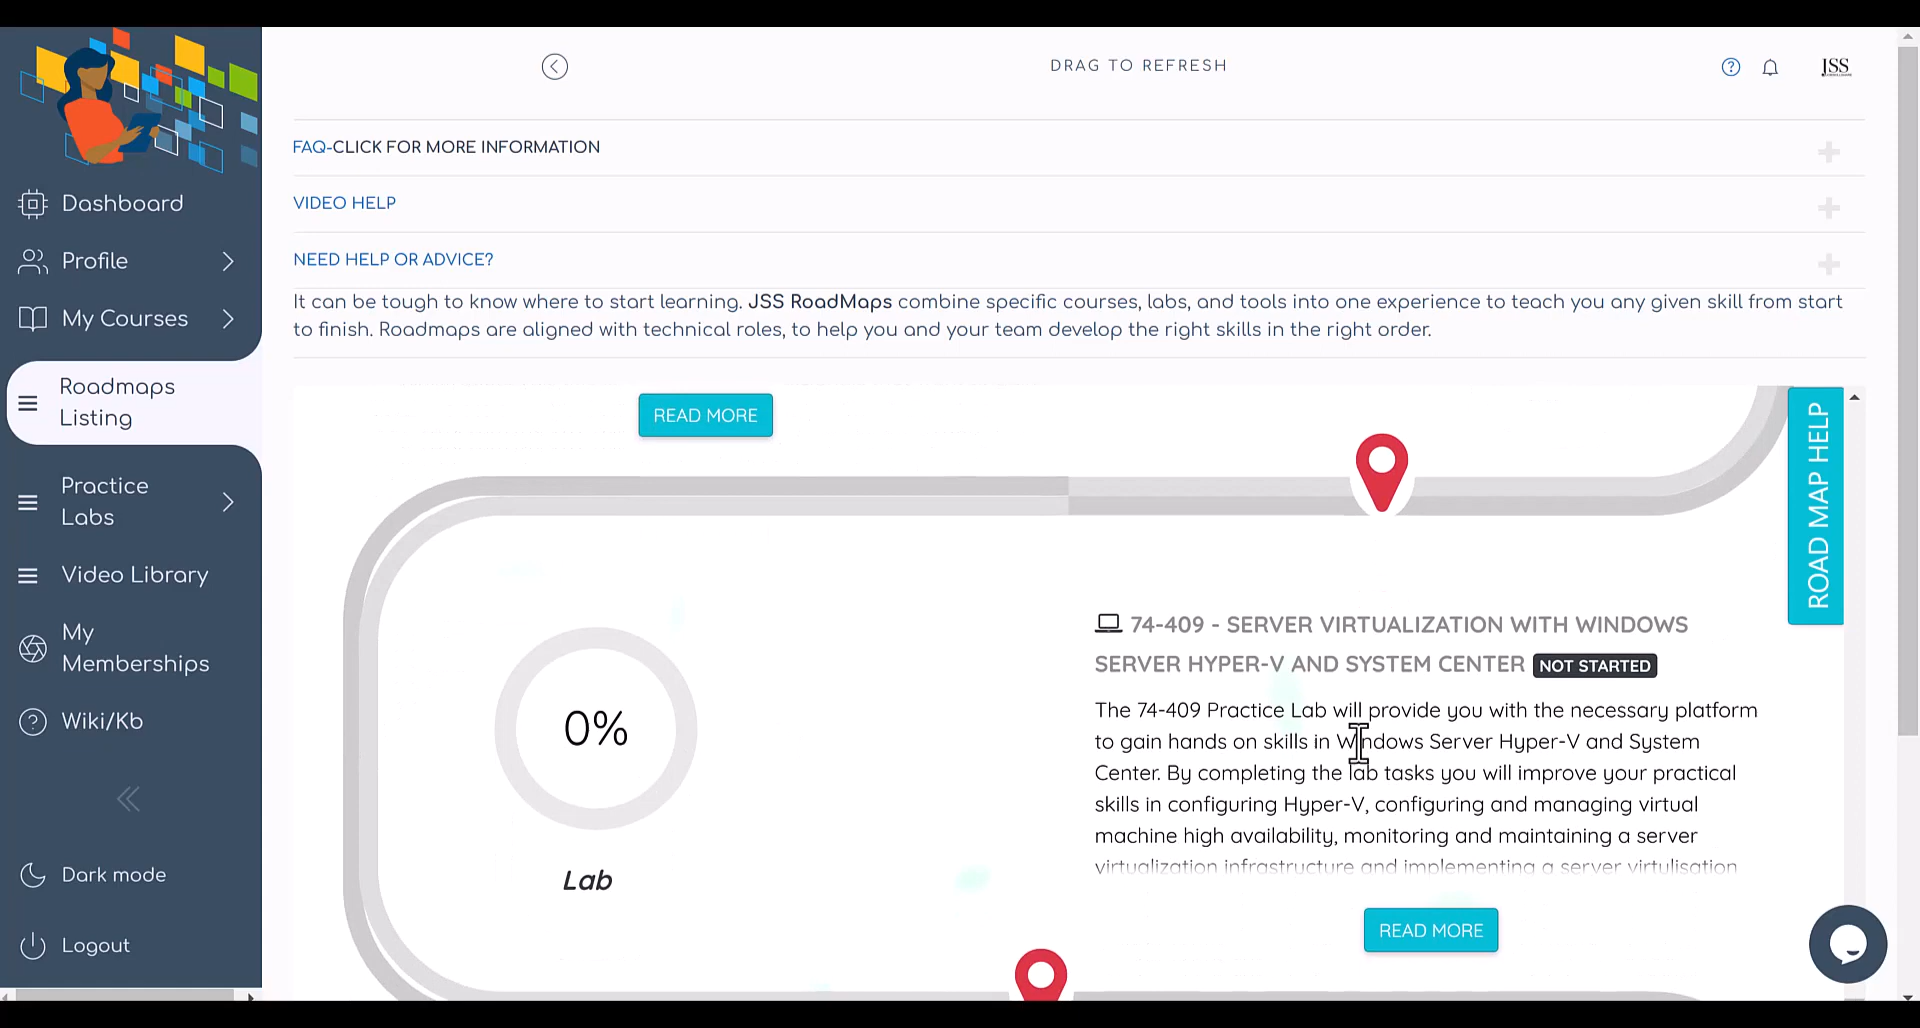 DRAG TO REFRESH
JSS
FAQ-CLICK FOR MORE INFORMATION
VIDEO HELP
NEED HELP OR ADVICE?
It can be tough to know where to start learning. JSS RoadMaps combine specific courses, labs, and tools into one experience to teach you any given skill from start
to finish. Roadmaps are aligned with technical roles, to help you and your team develop the right skills in the right order.
Dashboard
Profile
My Courses
Roadmaps
Listing
Practice
Labs
Video Library
My
Memberships
Wiki/Kb
Dark mode
Logout
READ MORE
ROAD MAP HELP
74-409 - SERVER VIRTUALIZATION WITH WINDOWS
SERVER HYPER-V AND SYSTEM CENTER NOT STARTED
The 74-409 Practice Lab will provide you with the necessary platform
to gain hands on skills in Windows Server Hyper-V and System
Center. By completing the lab tasks you will improve your practical
skills in configuring Hyper-V, configuring and managing virtual
machine high availability, monitoring and maintaining a server
virtualization infrastructure and implementing a server virtulisation
0%
Lab
READ MORE